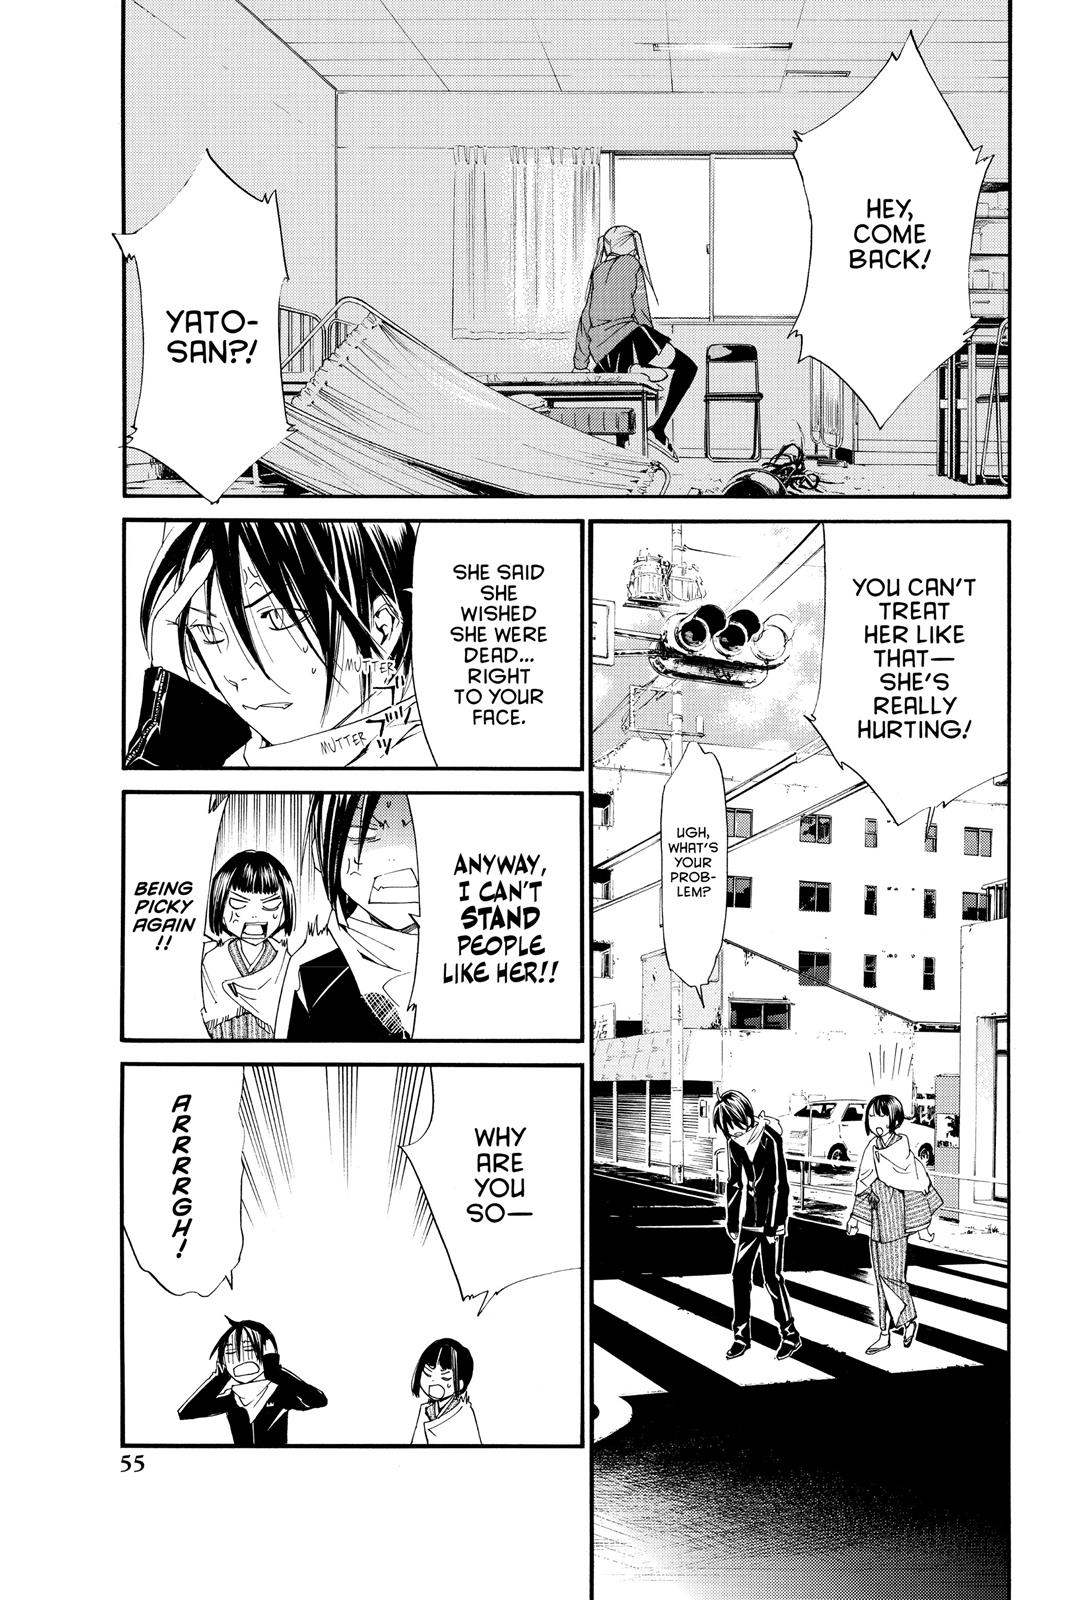 HEY,
COME
BACK!
YATO-
SAN?!
YOU CAN'T
TREAT
HER LIKE
THAT—
SHE'S
REALLY
HURTING!
UGH,
WHAT'S
YOUR
PROB-
LEM?
SHE SAID
SHE
WISHED
SHE WERE
DEAD...
RIGHT
TO YOUR
FACE.
MUTTER
MUTTER
ANYWAY,
I CAN'T
STAND
PEOPLE
LIKE HER!!
BEING
PICKY
AGAIN
!!
WHY
ARE
YOU
SO—
ARRRRGH!
55